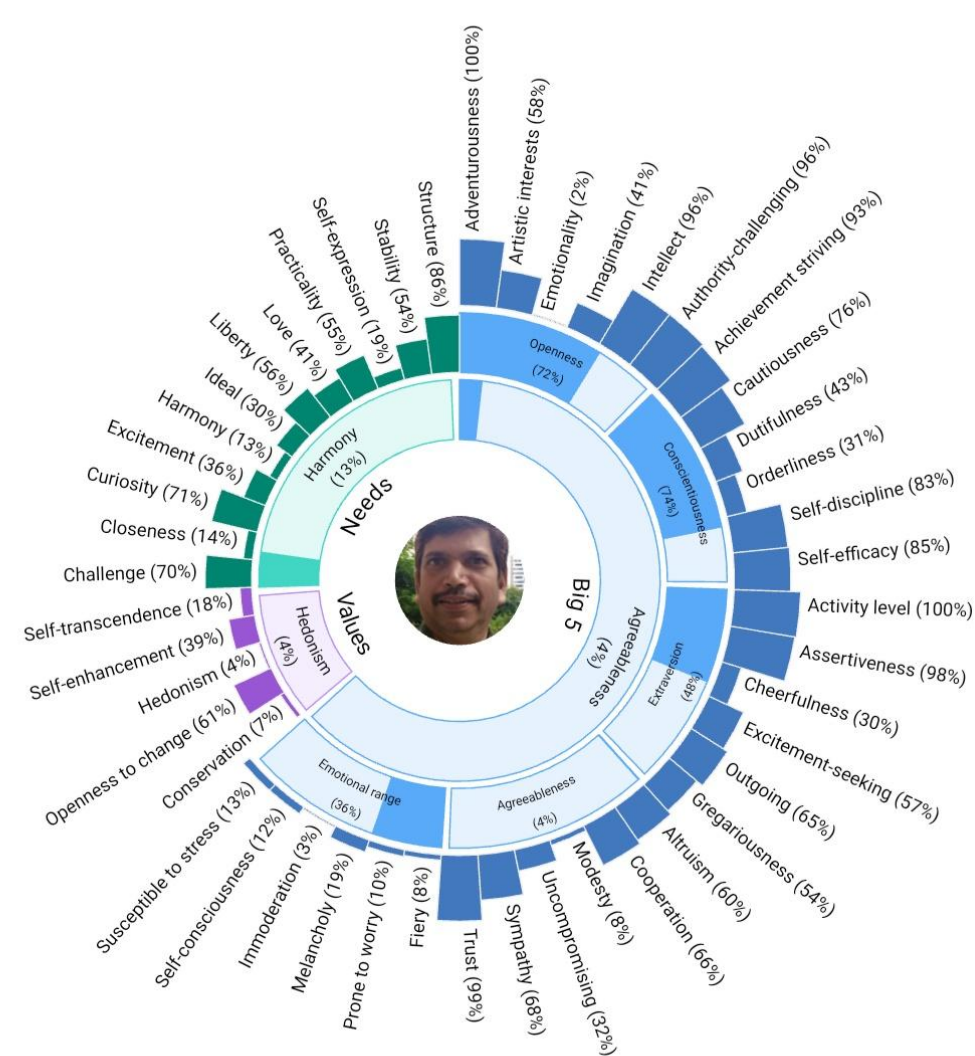 Adventurousness (100%)
Artistic interests (58%)
Emotionality (2%)
Imagination (41%)
Intellect (96%)
Authority-challenging (96%)
Achievement striving (93%)
Cautiousness (76%)
Dutifulness (43%)
Orderliness (31%)
Self-discipline (83%)
Self-efficacy (85%)
Activity level (100%)
Assertiveness (98%)
Cheerfulness (30%)
Excitement-seeking (57%)
Outgoing (65%)
Gregariousness (54%)
Altruism (60%)
Cooperation (66%)
Modesty (8%)
Uncompromising (32%)
Sympathy (68%)
Trust (99%)
Fiery (8%)
Prone to worry (10%)
Melancholy (19%)
Immoderation (3%)
Self-consciousness (12%)
Susceptible to stress (13%)
Conservation (7%)
Openness to change (61%)
Hedonism (4%)
Self-enhancement (39%)
Self-transcendence (18%)
Challenge (70%)
Closeness (14%)
Curiosity (71%)
Excitement (36%)
Harmony (13%)
Ideal (30%)
Liberty (56%)
Love (41%)
Practicality (55%)
Self-expression (19%)
Stability (54%)
Structure (86%)
Openness
(72%)
Conscientiousness
(74%)
Extraversion
(48%)
Agreeableness
(4%)
Emotional range
(36%)
Hedonism
(4%)
Harmony
(13%)
Agreeableness
(4%)
Needs
Values
Big 5